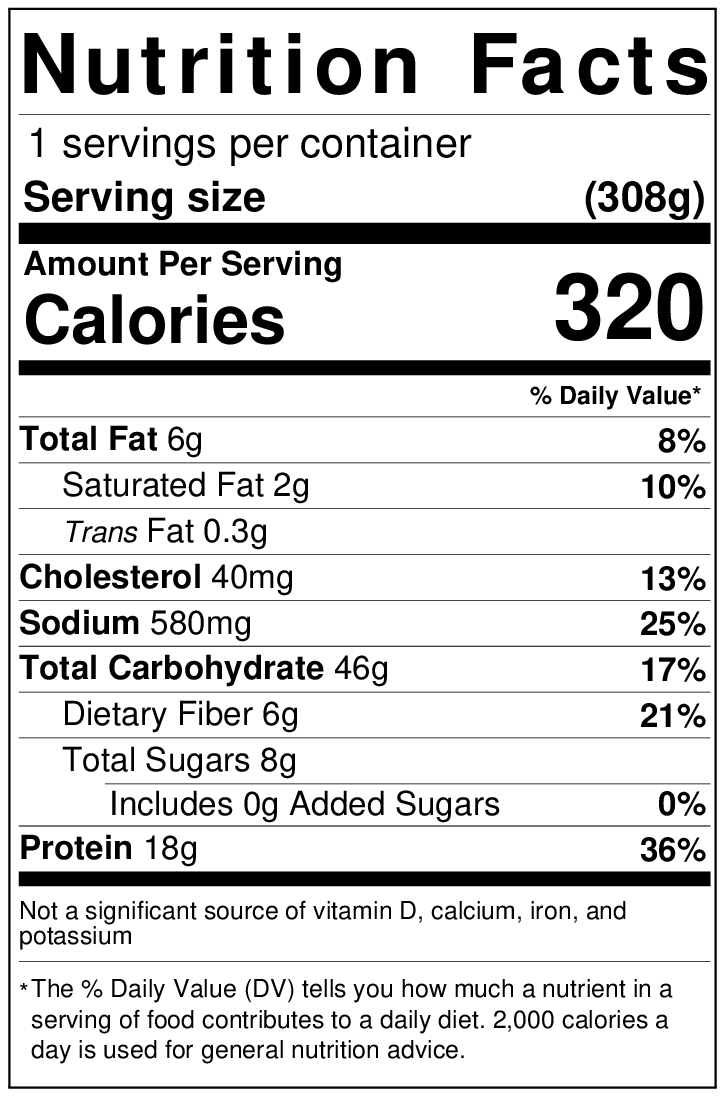 Nutrition Facts
1 servings per container
Serving size (308g)
Amount Per Serving
Calories 320
% Daily Value*
Total Fat 6g 8%
Saturated Fat 2g 10%
Trans Fat 0.3g
Cholesterol 40mg 13%
Sodium 580mg 25%
Total Carbohydrate 46g 17%
Dietary Fiber 6g 21%
Total Sugars 8g
Includes 0g Added Sugars 0%
Protein 18g 36%
Not a significant source of vitamin D, calcium, iron, and
potassium
*The % Daily Value (DV) tells you how much a nutrient in a
serving of food contributes to a daily diet. 2,000 calories a
day is used for general nutrition advice.